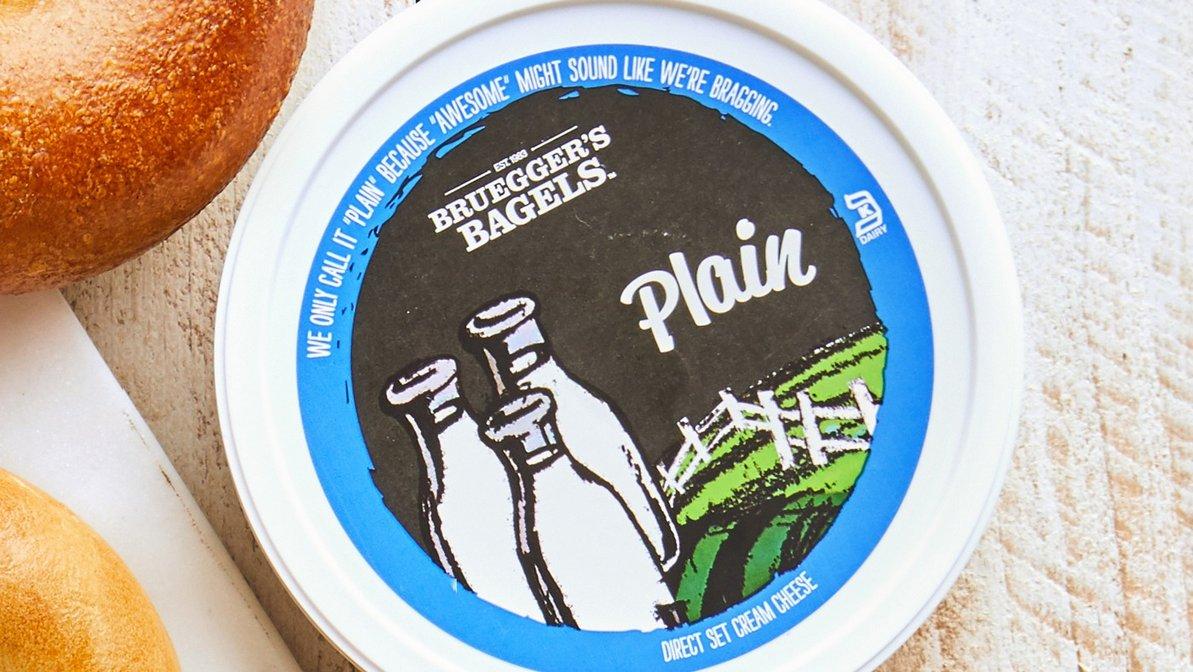 WE ONLY CALL IT "PLAIN" BECAUSE "AWESOME" MIGHT SOUND LIKE WE'RE BRAGGING.
EST. 1983
BRUEGGER'S
BAGELS.
Plain
K
DAIRY
DIRECT SET CREAM CHEESE